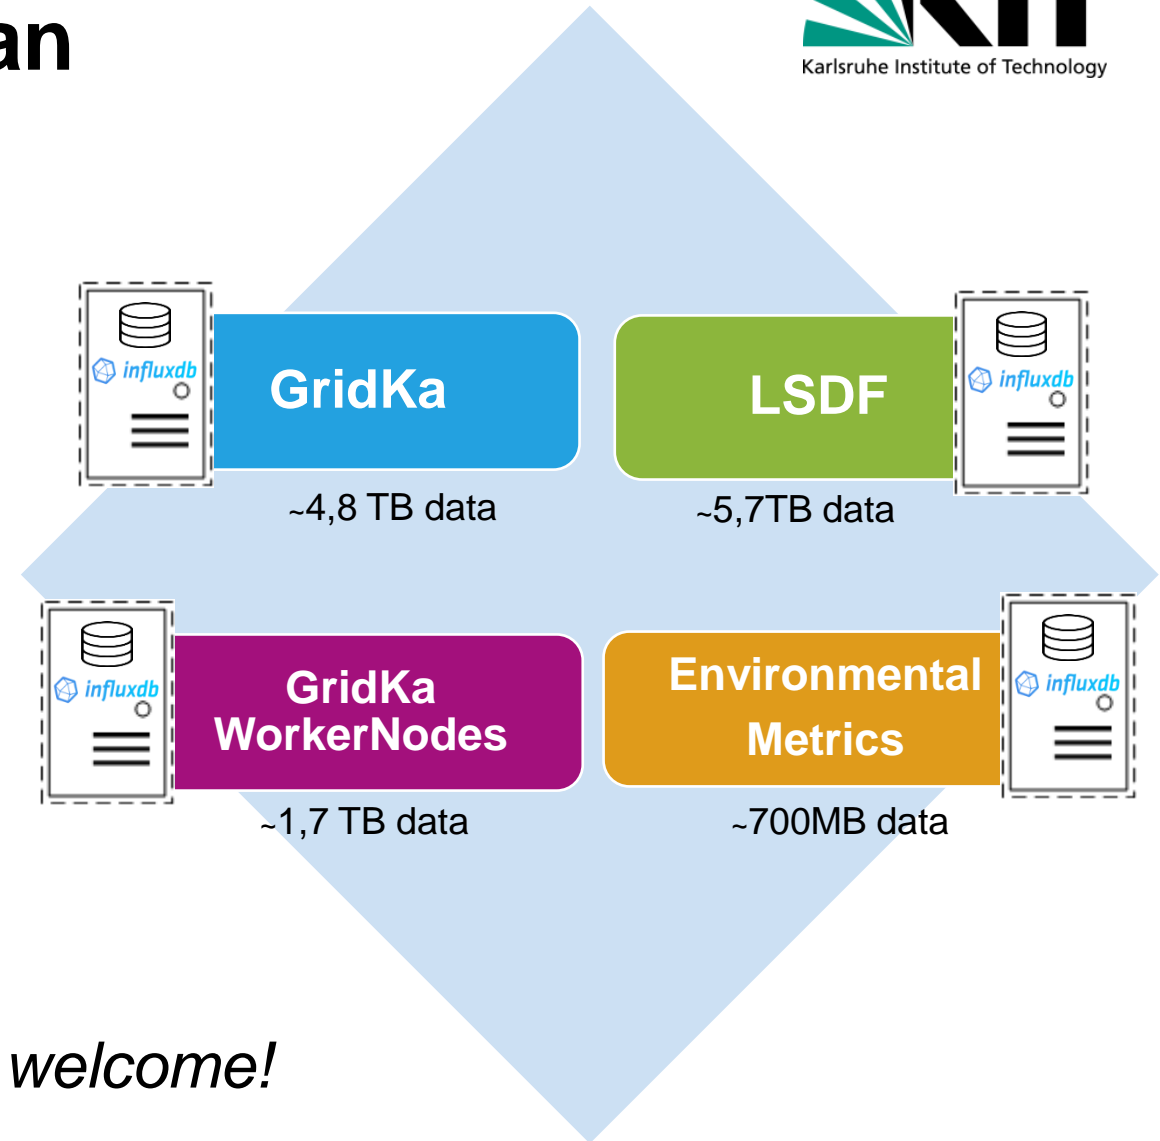 an
KIT
Karlsruhe Institute of Technology
influxdb
GridKa
LSDF
influxdb
~4,8 TB data
~5,7TB data
influxdb
GridKa
WorkerNodes
Environmental
Metrics
influxdb
~1,7 TB data
~700MB data
welcome!